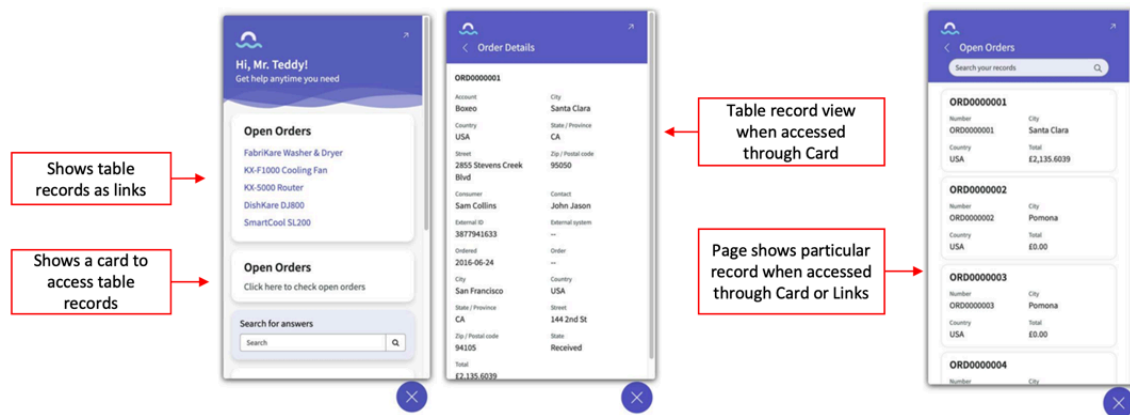 Shows table
records as links
Shows a card to
access table
records
Hi, Mr. Teddy!
Get help anytime you need
Open Orders
FabriKare Washer & Dryer
KX-F1000 Cooling Fan
KX-5000 Router
DishKare DJ800
SmartCool SL200
Open Orders
Click here to check open orders
Search for answers
Search
Order Details
ORD0000001
Account City
Boxeo Santa Clara
Country State / Province
USA CA
Street Zip / Postal code
2855 Stevens Creek 95050
Blvd
Consumer Contact
Sam Collins John Jason
External ID External system
3877941633 --
Ordered Order
2016-06-24 --
City Country
San Francisco USA
State / Province Street
CA 144 2nd St
Zip / Postal code State
94105 Received
Total
£2,135.6039
Table record view
when accessed
through Card
Page shows particular
record when accessed
through Card or Links
Open Orders
Search your records
ORD0000001
Number City
ORD0000001 Santa Clara
Country Total
USA £2,135.6039
ORD0000002
Number City
ORD0000002 Pomona
Country Total
USA £0.00
ORD0000003
Number City
ORD0000003 Pomona
Country Total
USA £0.00
ORD0000004
Number City